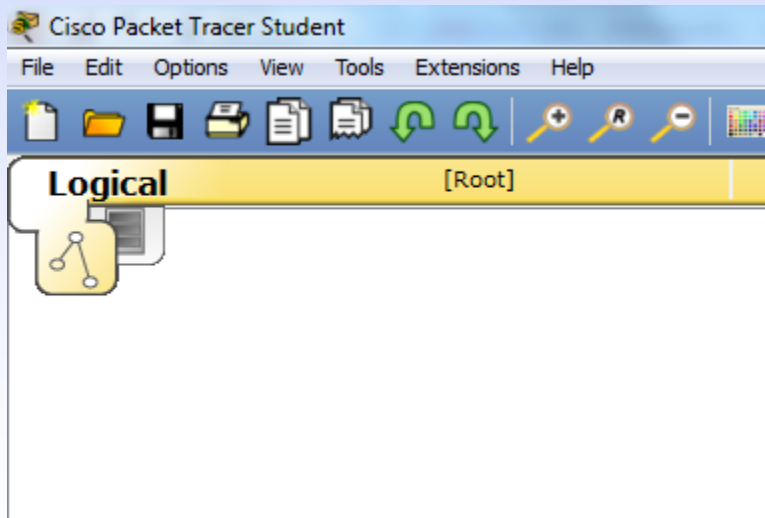 Cisco Packet Tracer Student
File Edit Options View Tools Extensions Help
R
Logical [Root]